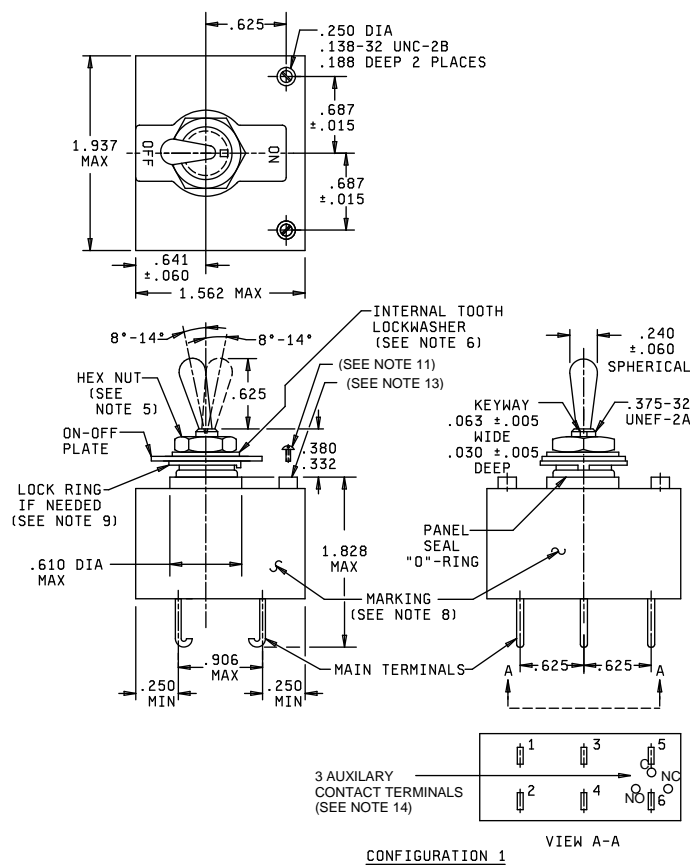 .625
.250 DIA
.138-32 UNC-2B
.188 DEEP 2 PLACES
.687
±.015
1.937
MAX
OFF
ON
.687
±.015
.641
±.060
1.562 MAX
8°-14°
8°-14°
INTERNAL TOOTH
LOCKWASHER
(SEE NOTE 6)
(SEE NOTE 11)
(SEE NOTE 13)
HEX NUT
(SEE
NOTE 5)
.625
ON-OFF
PLATE
.380
.332
LOCK RING
IF NEEDED
(SEE NOTE 9)
.610 DIA
MAX
1.828
MAX
.240
±.060
SPHERICAL
KEYWAY
.063 ±.005
WIDE
.030 ±.005
DEEP
.375-32
UNEF-2A
PANEL
SEAL
"O"-RING
MARKING
(SEE NOTE 8)
MAIN TERMINALS
.906
MAX
.250
MIN
.250
MIN
A
.625
.625
A
1
3
5
C
NC
2
4
NO
6
3 AUXILARY
CONTACT TERMINALS
(SEE NOTE 14)
VIEW A-A
CONFIGURATION 1